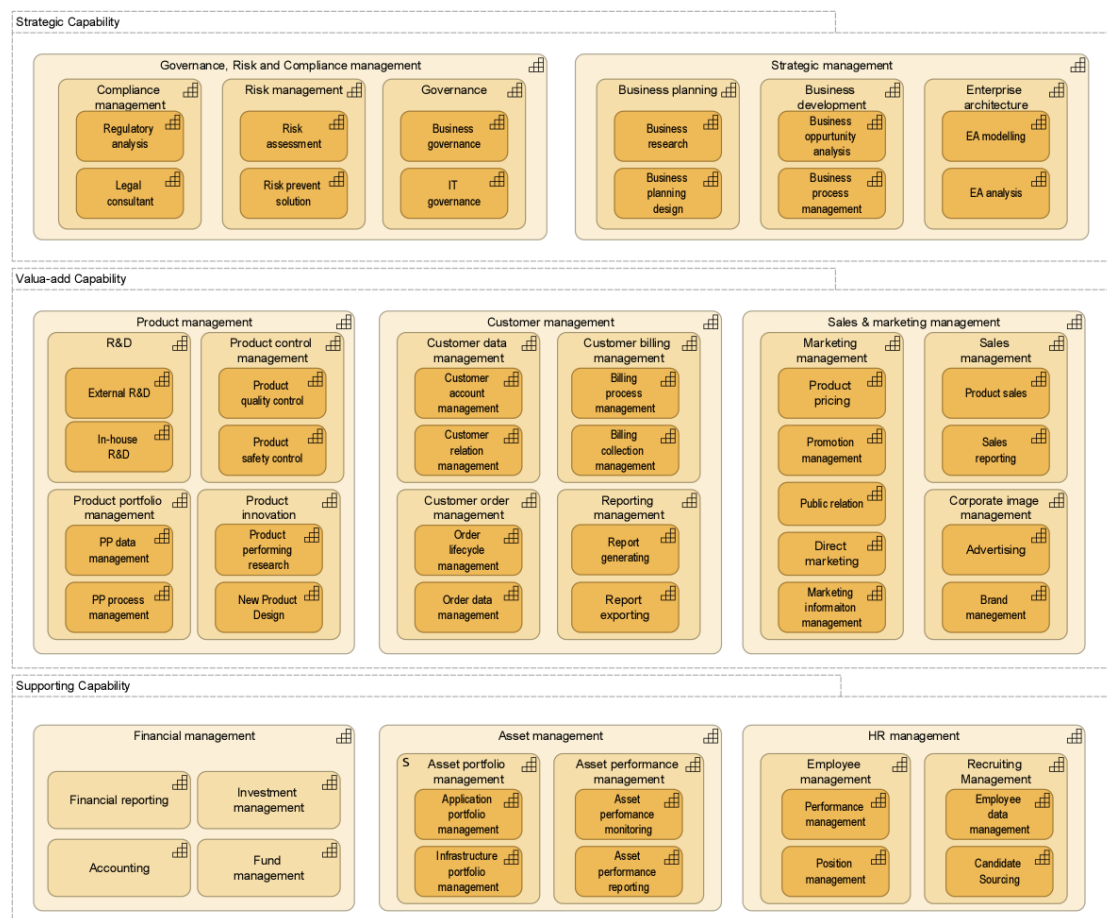 Strategic Capability
Governance, Risk and Compliance management
Compliance
management
Regulatory
analysis
Legal
consultant
Risk management
Risk
assessment
Risk prevent
solution
Governance
Business
governance
IT
governance
Strategic management
Business planning
Business
research
Business
planning
design
Business
development
Business
oppurtunity
analysis
Business
process
management
Enterprise
architecture
EA modelling
EA analysis
Valua-add Capability
Product management
R&D
External R&D
In-house
R&D
Product control
management
Product
quality control
Product
safety control
Product portfolio
management
PP data
management
PP process
management
Product
innovation
Product
performing
research
New Product
Design
Customer management
Customer data
management
Customer
account
management
Customer
relation
management
Customer billing
management
Billing
process
management
Billing
collection
management
Customer order
management
Order
lifecycle
management
Order data
management
Reporting
management
Report
generating
Report
exporting
Sales & marketing management
Marketing
management
Product
pricing
Promotion
management
Public relation
Direct
marketing
Marketing
informaiton
management
Sales
management
Product sales
Sales
reporting
Corporate image
management
Advertising
Brand
menagement
Supporting Capability
Financial management
Financial reporting
Investment
management
Accounting
Fund
management
Asset management
S
Asset portfolio
management
Application
portfolio
management
Infrastructure
portfolio
management
Asset performance
management
Asset
perfomance
monitoring
Asset
performance
reporting
HR management
Employee
management
Performance
management
Position
management
Recruiting
Management
Employee
data
management
Candidate
Sourcing